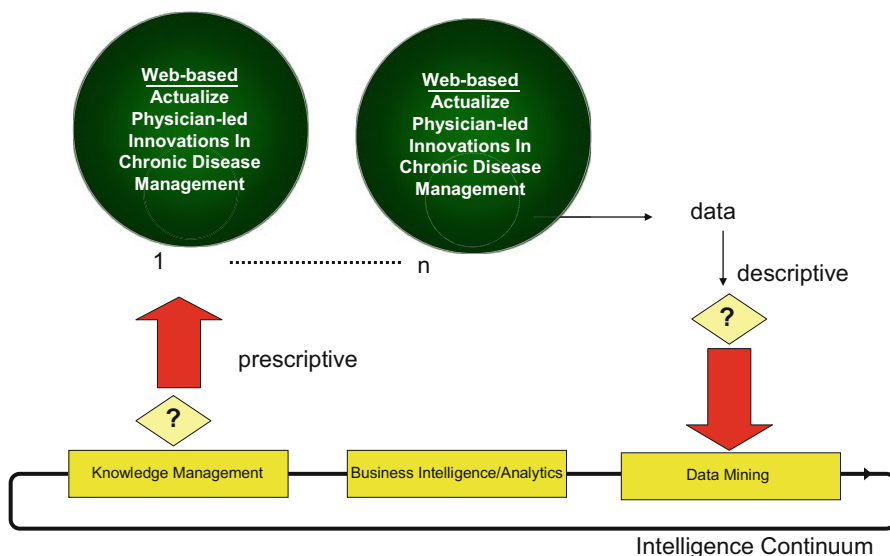 Web-based
Actualize
Physician-led
Innovations In
Chronic Disease
Management
Web-based
Actualize
Physician-led
Innovations In
Chronic Disease
Management
data
1
n
descriptive
?
prescriptive
?
Knowledge Management
Business Intelligence/Analytics
Data Mining
Intelligence Continuum